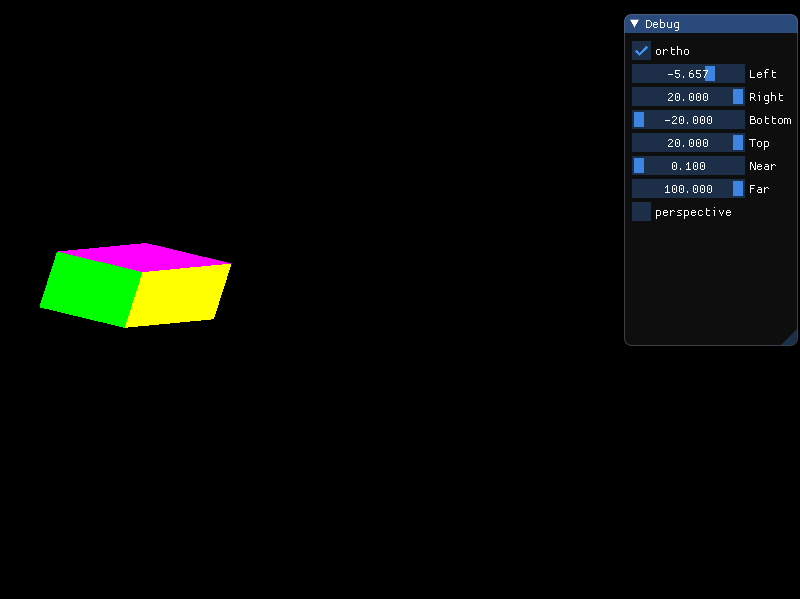 Debug
ortho
-5.657 Left
20.000 Right
-20.000 Bottom
20.000 Top
0.100 Near
100.000 Far
perspective